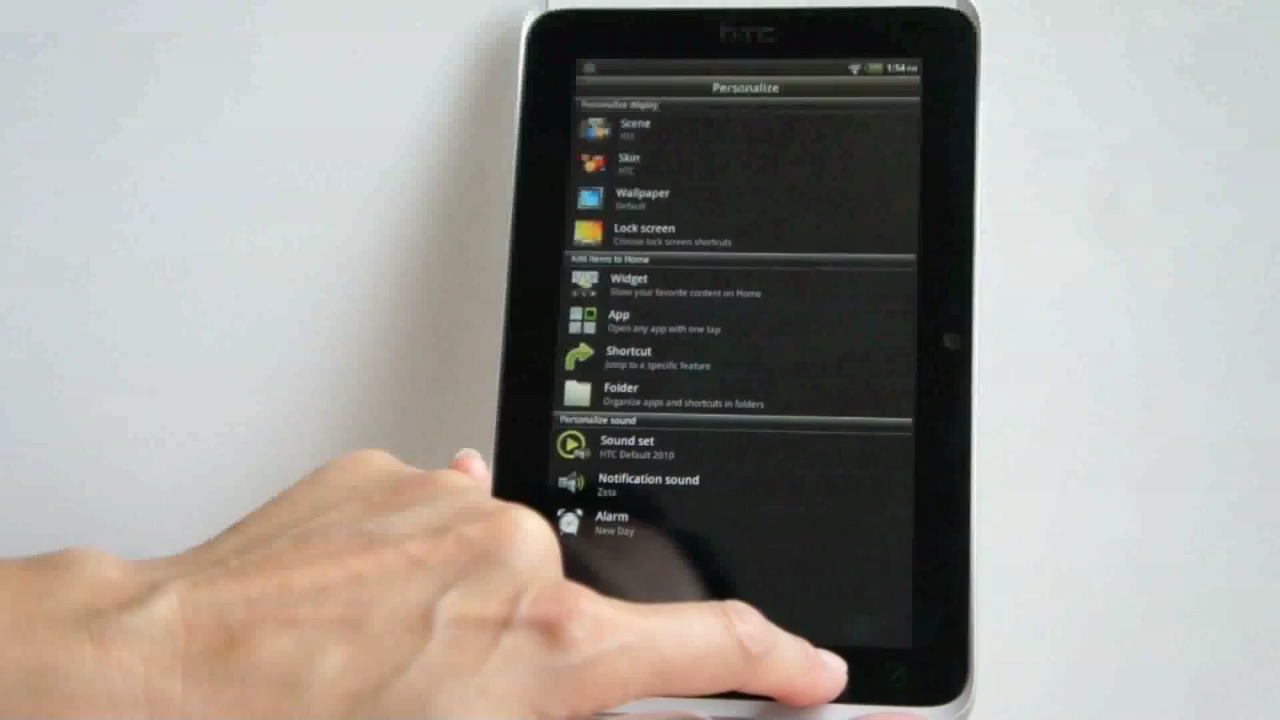 hTC
1:54 PM
Personalize
Personalize display
Scene
Skin
HTC
Wallpaper
Default
Lock screen
Choose lock screen shortcuts
Add items to Home
Widget
Show your favorite content on Home
App
Open any app with one tap
Shortcut
Jump to a specific feature
Folder
Organize apps and shortcuts in folders
Personalize sound
Sound set
HTC Default 2010
Notification sound
Zeta
Alarm
New Day